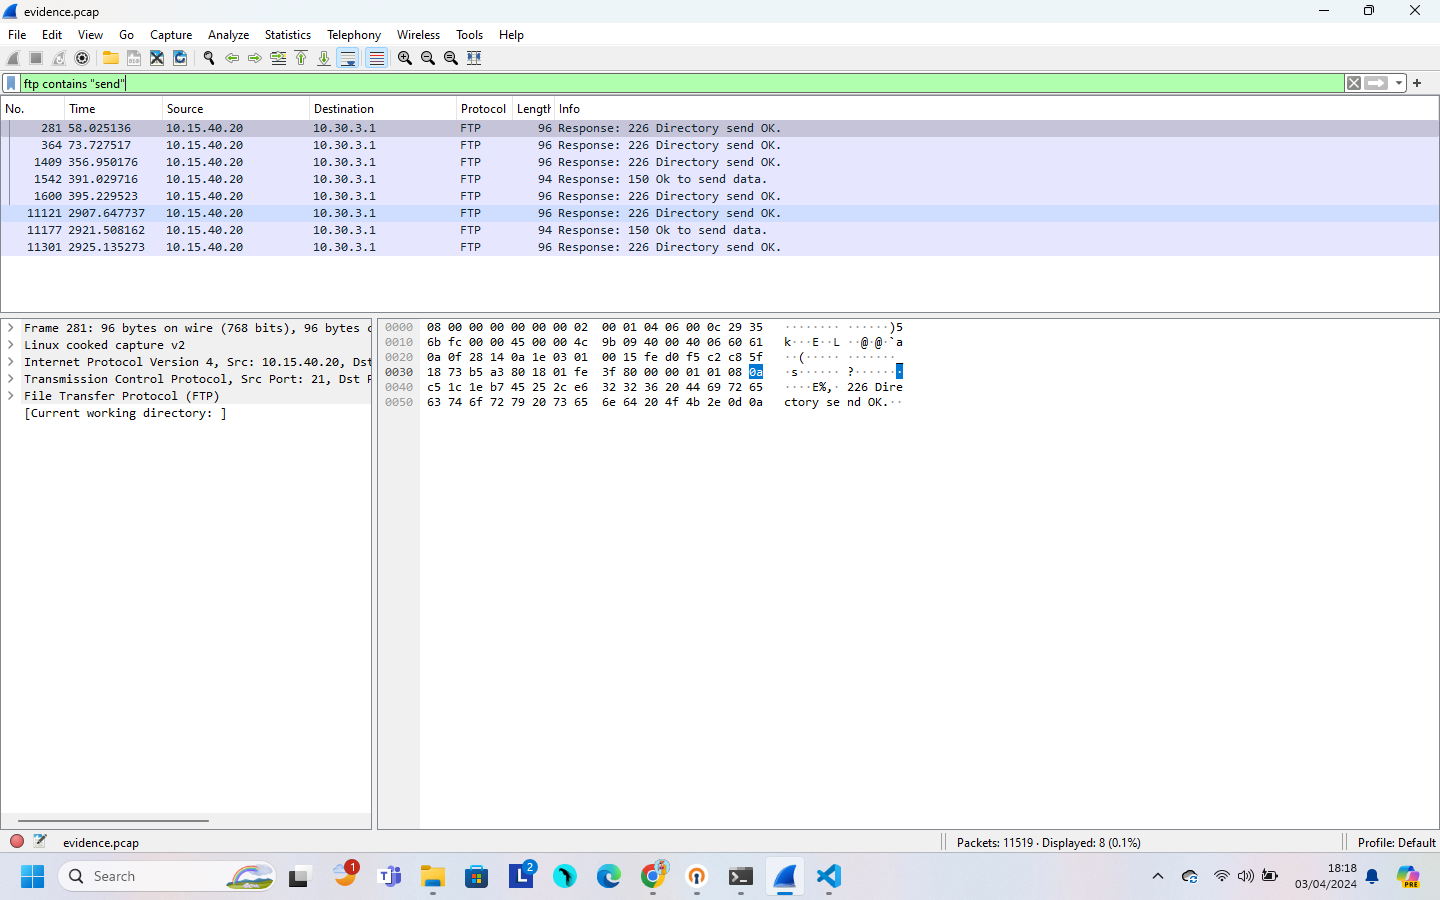 evidence.pcap
File Edit View Go Capture Analyze Statistics Telephony Wireless Tools Help
ftp contains "send"
No. Time Source Destination Protocol Length Info
281 58.025136 10.15.40.20 10.30.3.1 FTP 96 Response: 226 Directory send OK.
364 73.727517 10.15.40.20 10.30.3.1 FTP 96 Response: 226 Directory send OK.
1409 356.950176 10.15.40.20 10.30.3.1 FTP 96 Response: 226 Directory send OK.
1542 391.029716 10.15.40.20 10.30.3.1 FTP 94 Response: 150 Ok to send data.
1600 395.229523 10.15.40.20 10.30.3.1 FTP 96 Response: 226 Directory send OK.
11121 2907.647737 10.15.40.20 10.30.3.1 FTP 96 Response: 226 Directory send OK.
11177 2921.508162 10.15.40.20 10.30.3.1 FTP 94 Response: 150 Ok to send data.
11301 2925.135273 10.15.40.20 10.30.3.1 FTP 96 Response: 226 Directory send OK.
Frame 281: 96 bytes on wire (768 bits), 96 bytes c
Linux cooked capture v2
Internet Protocol Version 4, Src: 10.15.40.20, Dst
Transmission Control Protocol, Src Port: 21, Dst P
File Transfer Protocol (FTP)
[Current working directory: ]
0000 08 00 00 00 00 00 00 02 00 01 04 06 00 0c 29 35 ········ ······)5
0010 6b fc 00 00 45 00 00 4c 9b 09 40 00 40 06 60 61 k···E··L ··@·@·`a
0020 0a 0f 28 14 0a 1e 03 01 00 15 fe d0 f5 c2 c8 5f ··(····· ·······
0030 18 73 b5 a3 80 18 01 fe 3f 80 00 00 01 01 08 0a ·s······ ?·······
0040 c5 1c 1e b7 45 25 2c e6 32 32 36 20 44 69 72 65 ····E%,· 226 Dire
0050 63 74 6f 72 79 20 73 65 6e 64 20 4f 4b 2e 0d 0a ctory se nd OK.··
evidence.pcap Packets: 11519 · Displayed: 8 (0.1%) Profile: Default
Search 1 2 18:18
03/04/2024
PRE